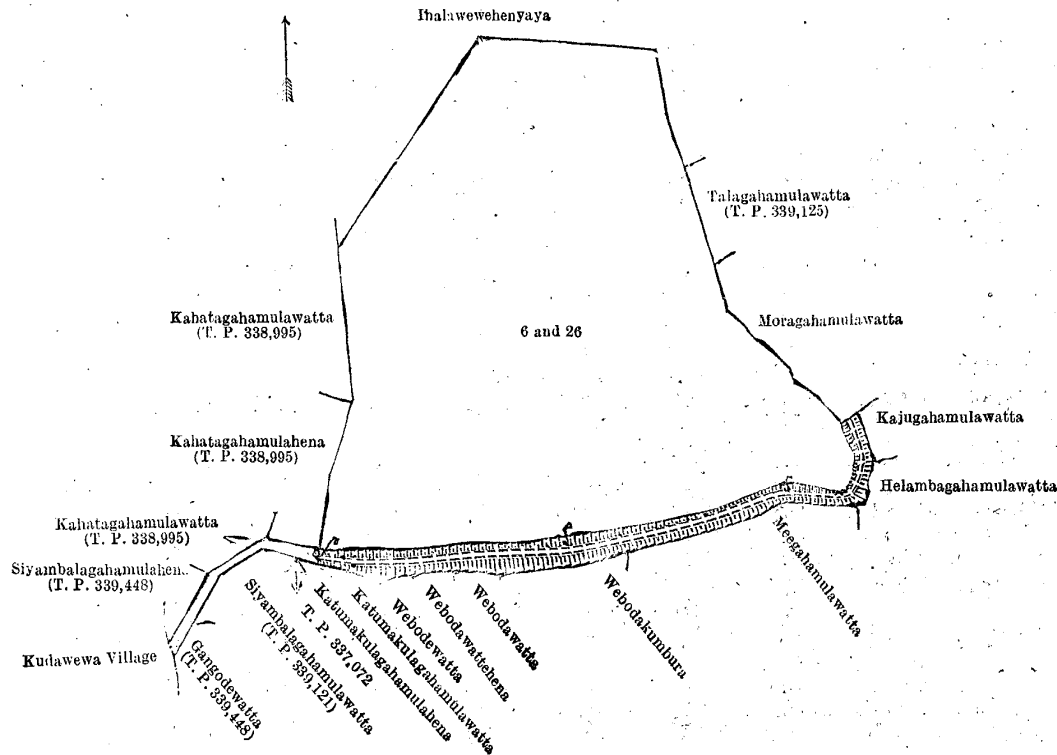 Ihalawewehenyaya
Talagahamulawatta
(T. P. 339,125)
Kahatagahamulawatta
(T. P. 338,995)
6 and 26
Moragahamulawatta
Kajugahamulawatta
Kahatagahamulahena
(T. P. 338,995)
Helambagahamulawatta
Kahatagahamulawatta
(T. P. 338,995)
Siyambalagahamulahen
(T. P. 339,448)
Kudawewa Village
Gangodewatta
(T. P. 339,448)
Siyambalagahamulawatta
(T. P. 339,121)
Katumakulagahamulahena
T. P. 337,072
Katumakulagahamulawatta
Webodewatta
Webodawattehena
Webodawatta
Webodakumbura
Meegahamulawatta